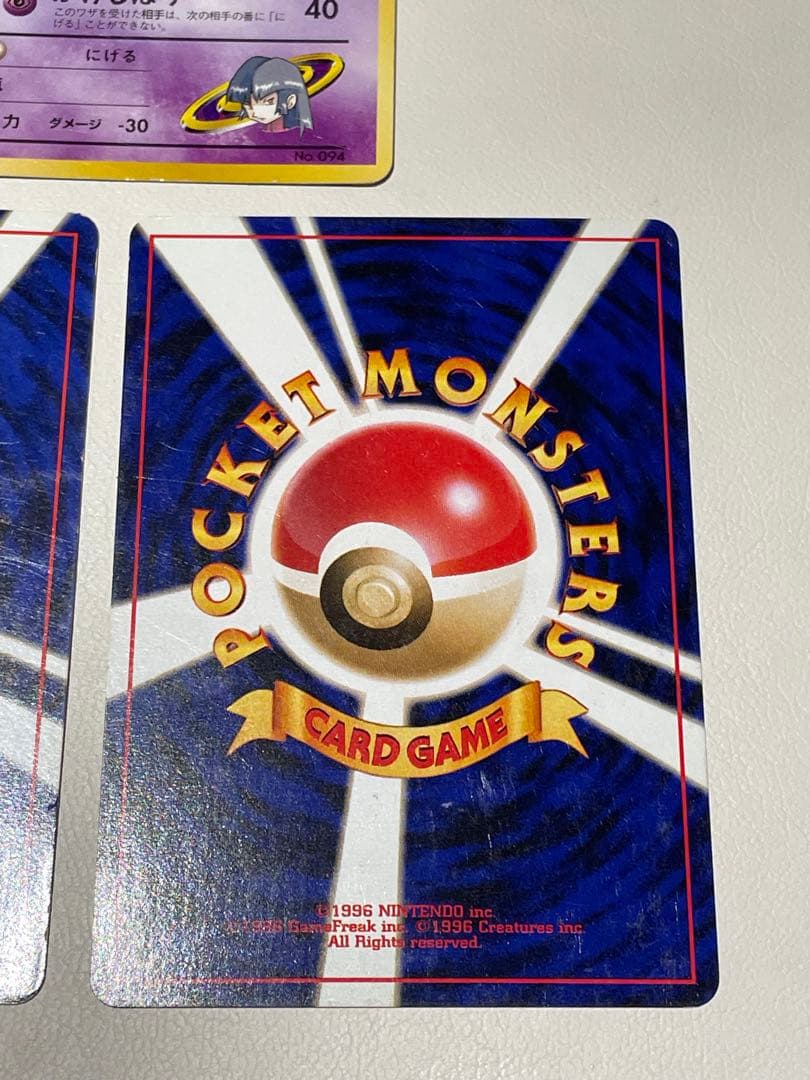 40
このワザを受けた相手は、次の相手の番に「に
げる」ことができない。
にげる
力 ダメージ -30
No. 094
POCKET MONSTERS
CARD GAME
©1996 NINTENDO inc.
©1996 GameFreak inc. ©1996 Creatures inc.
All Rights reserved.